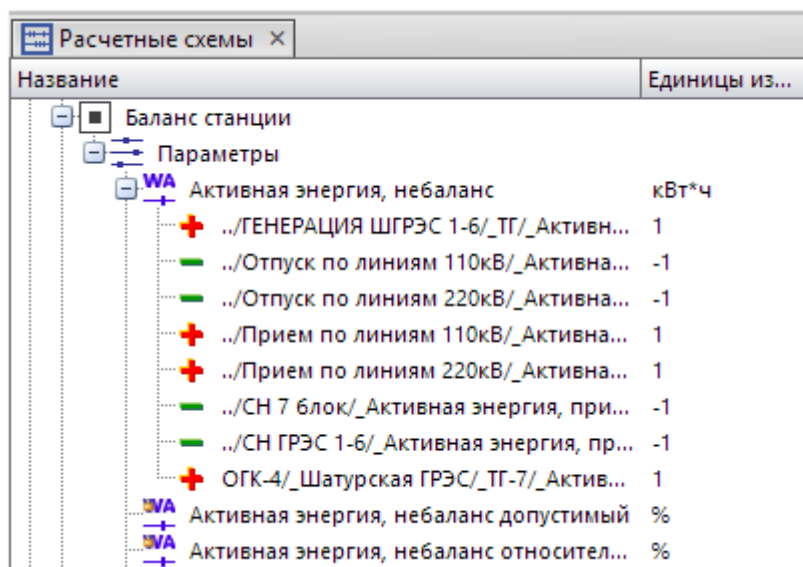 Расчетные схемы ×
Название Единицы из...
Баланс станции
Параметры
WA Активная энергия, небаланс кВт*ч
../ГЕНЕРАЦИЯ ШГРЭС 1-6/_ТГ/_Активн... 1
../Отпуск по линиям 110кВ/_Активна... -1
../Отпуск по линиям 220кВ/_Активна... -1
../Прием по линиям 110кВ/_Активна... 1
../Прием по линиям 220кВ/_Активна... 1
../СН 7 блок/_Активная энергия, при... -1
../СН ГРЭС 1-6/_Активная энергия, пр... -1
ОГК-4/_Шатурская ГРЭС/_ТГ-7/_Актив... 1
WA Активная энергия, небаланс допустимый %
WA Активная энергия, небаланс относител... %